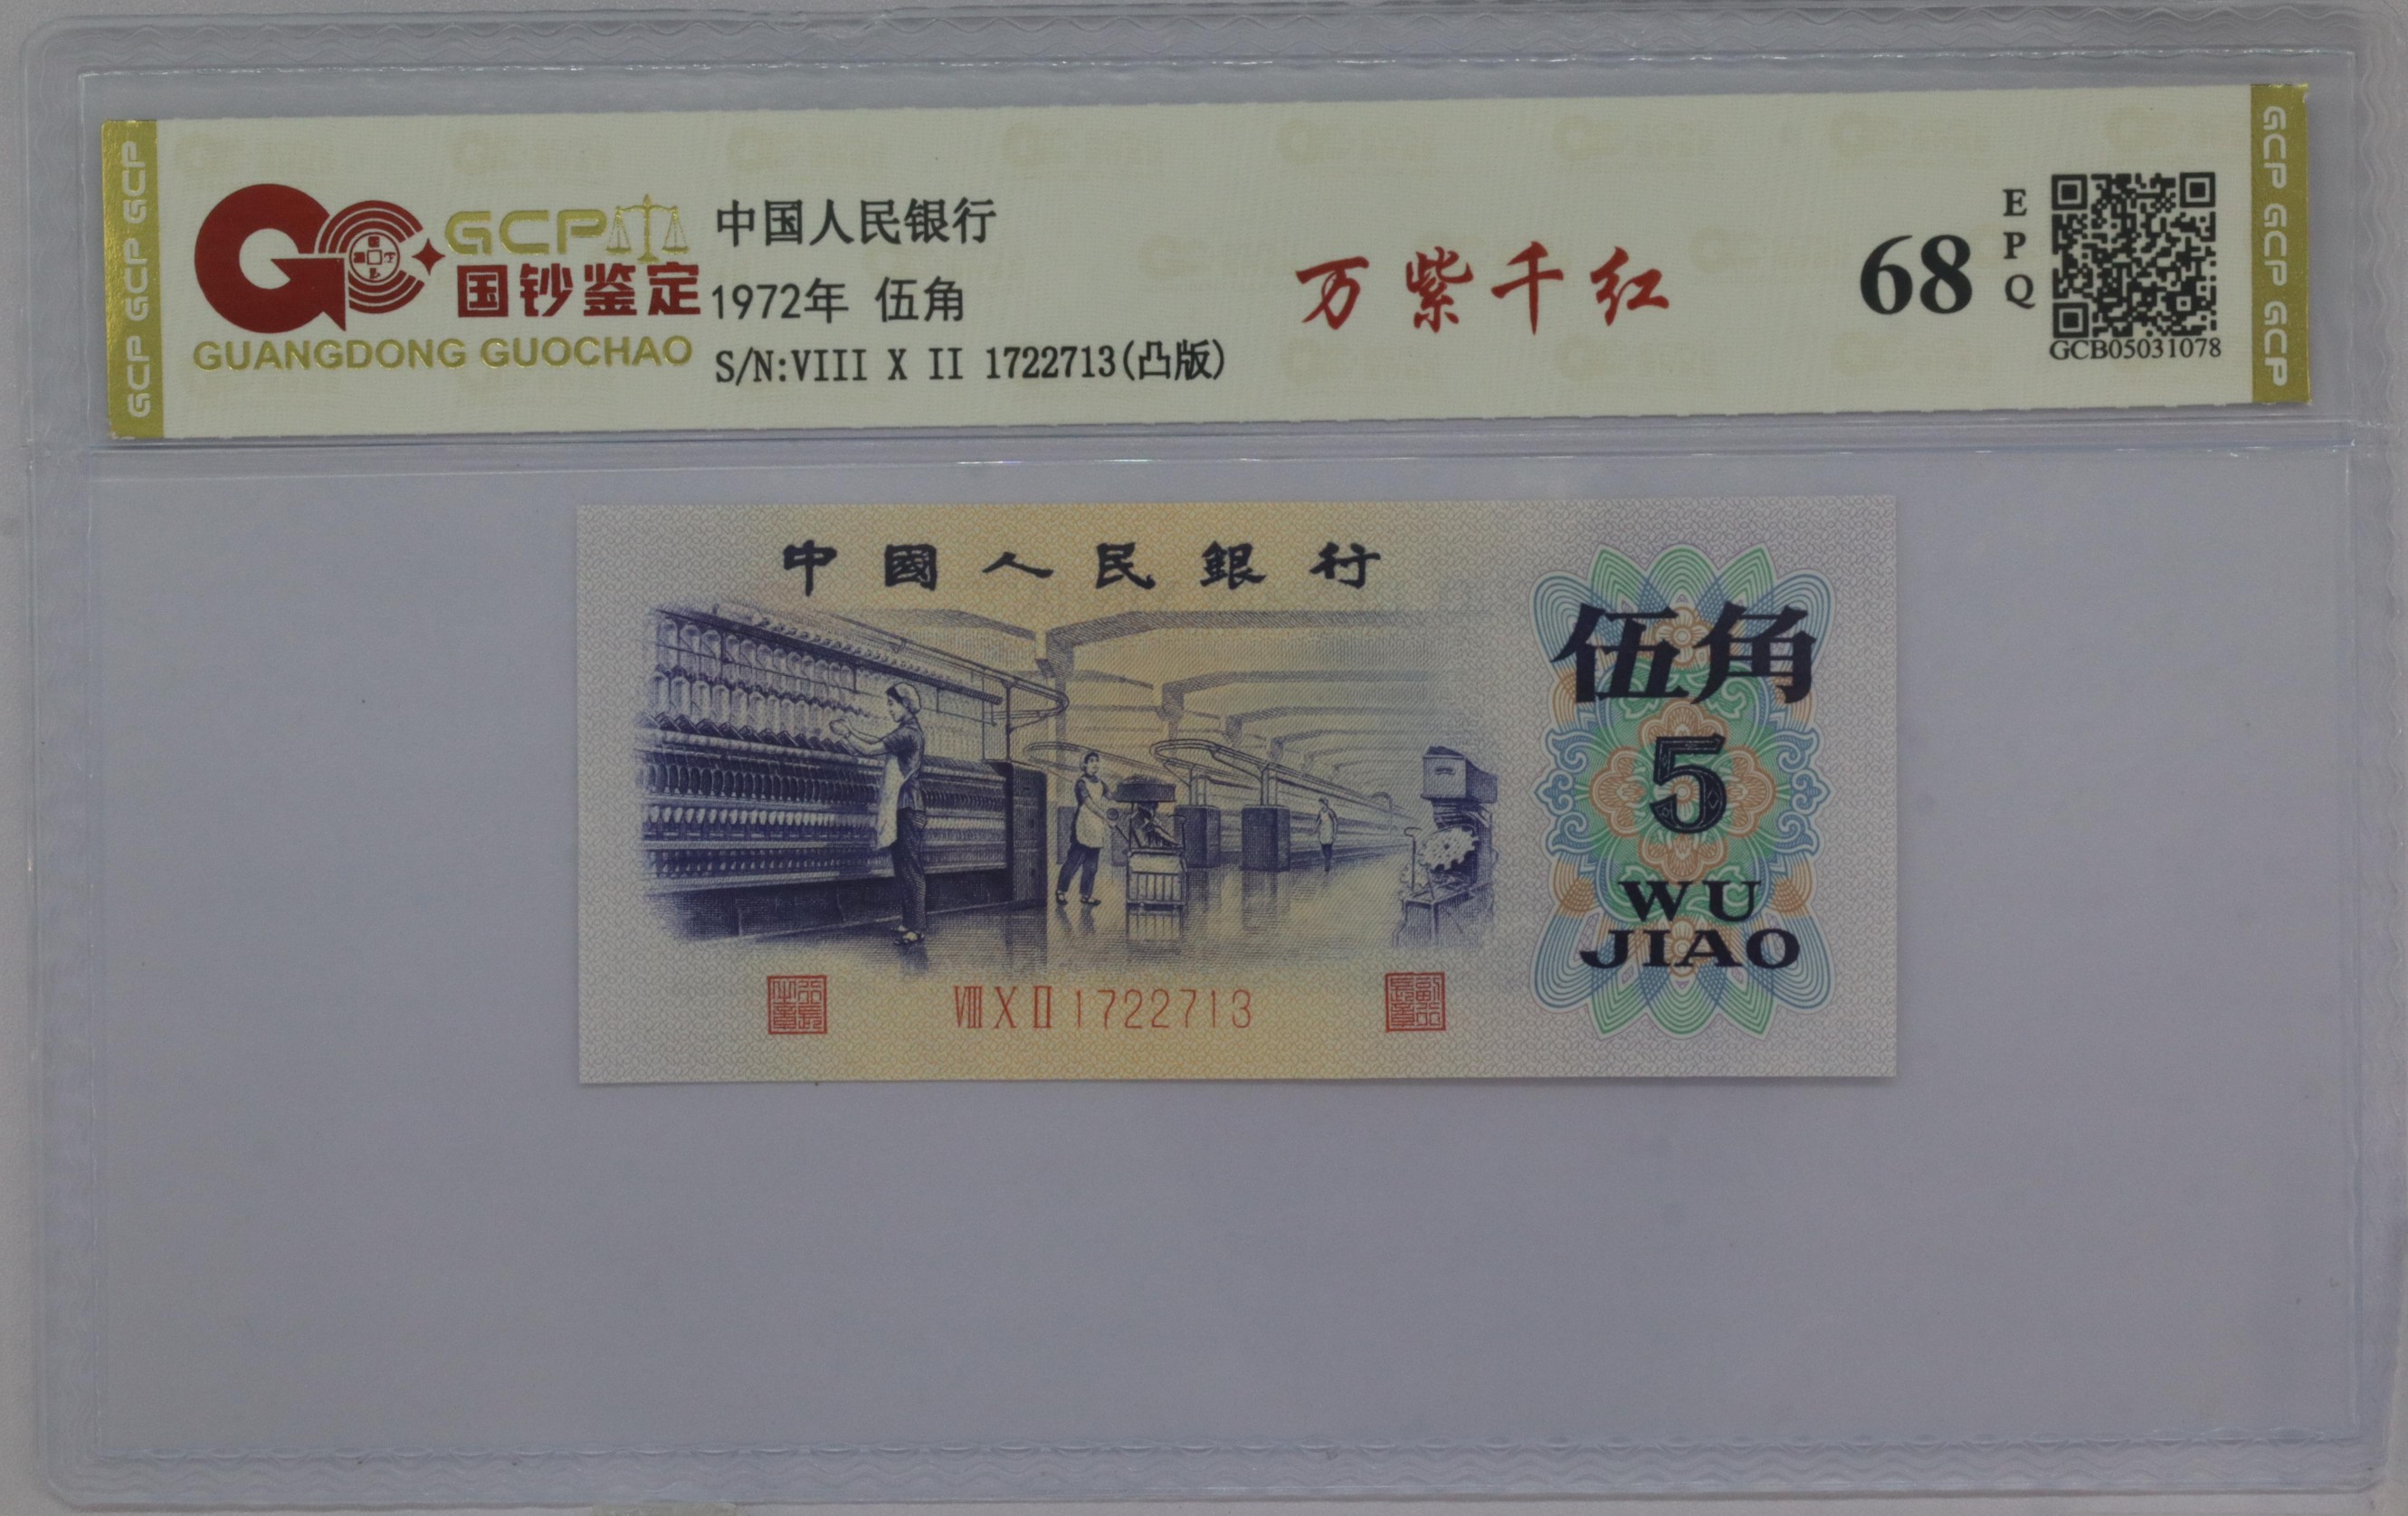 GCP GCP GCP
GCP
国钞鉴定
GUANGDONG GUOCHAO
中国人民银行
1972年 伍角
S/N:VIII X II 1722713(凸版)
万紫千红
68
EPQ
GCB05031078
GCP GCP GCP
中國人民銀行
伍角
5
WU
JIAO
VIII X II 1722713